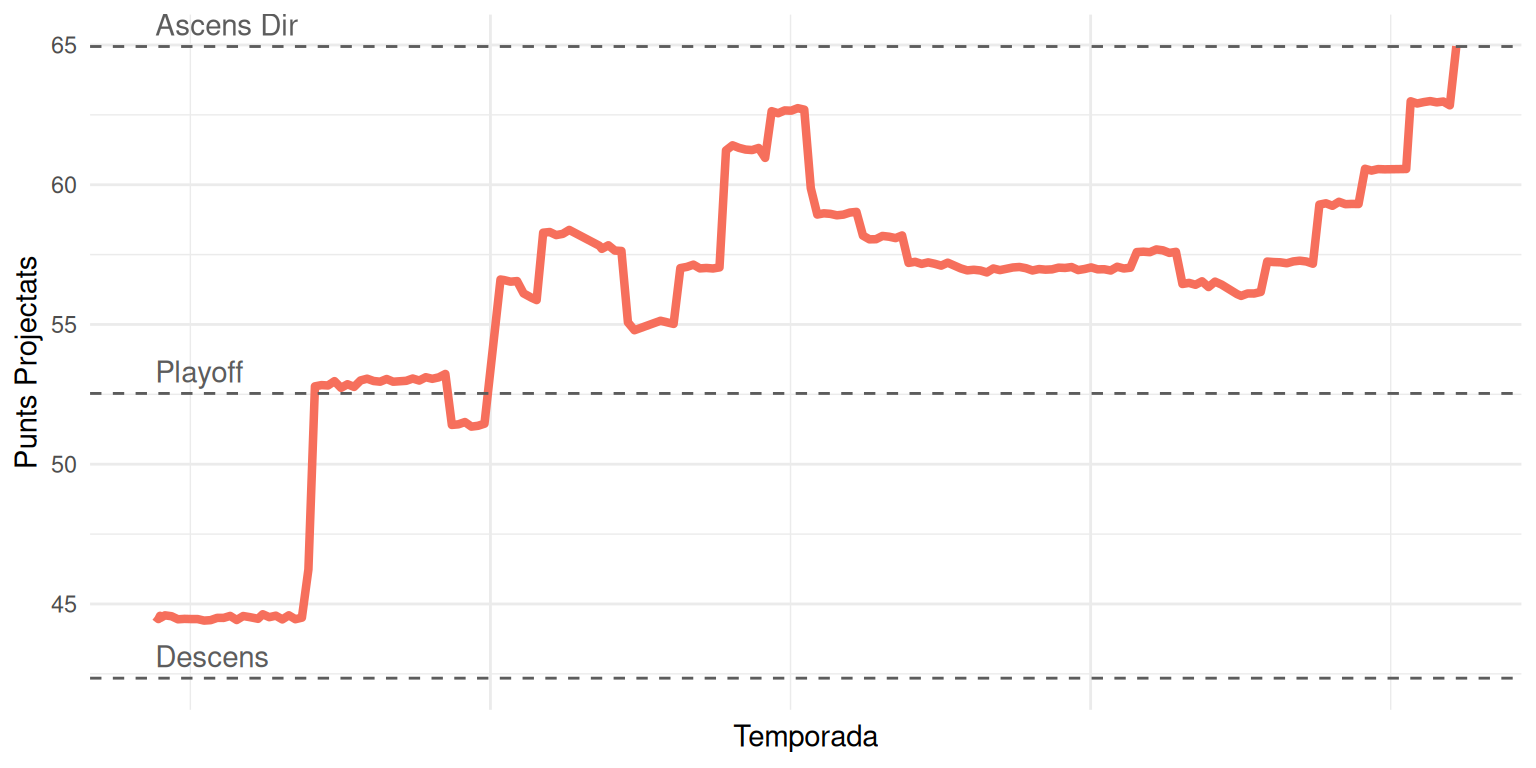 Ascens Dir
65
60
55
Playoff
50
45
Descens
Punts Projectats
Temporada